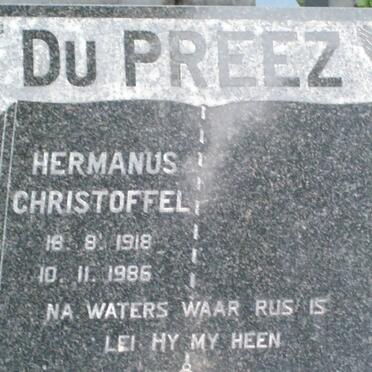 Du PREEZ
HERMANUS
CHRISTOFFEL
18. 8. 1918
10. 11. 1986
NA WATERS WAAR RUS IS
LEI HY MY HEEN